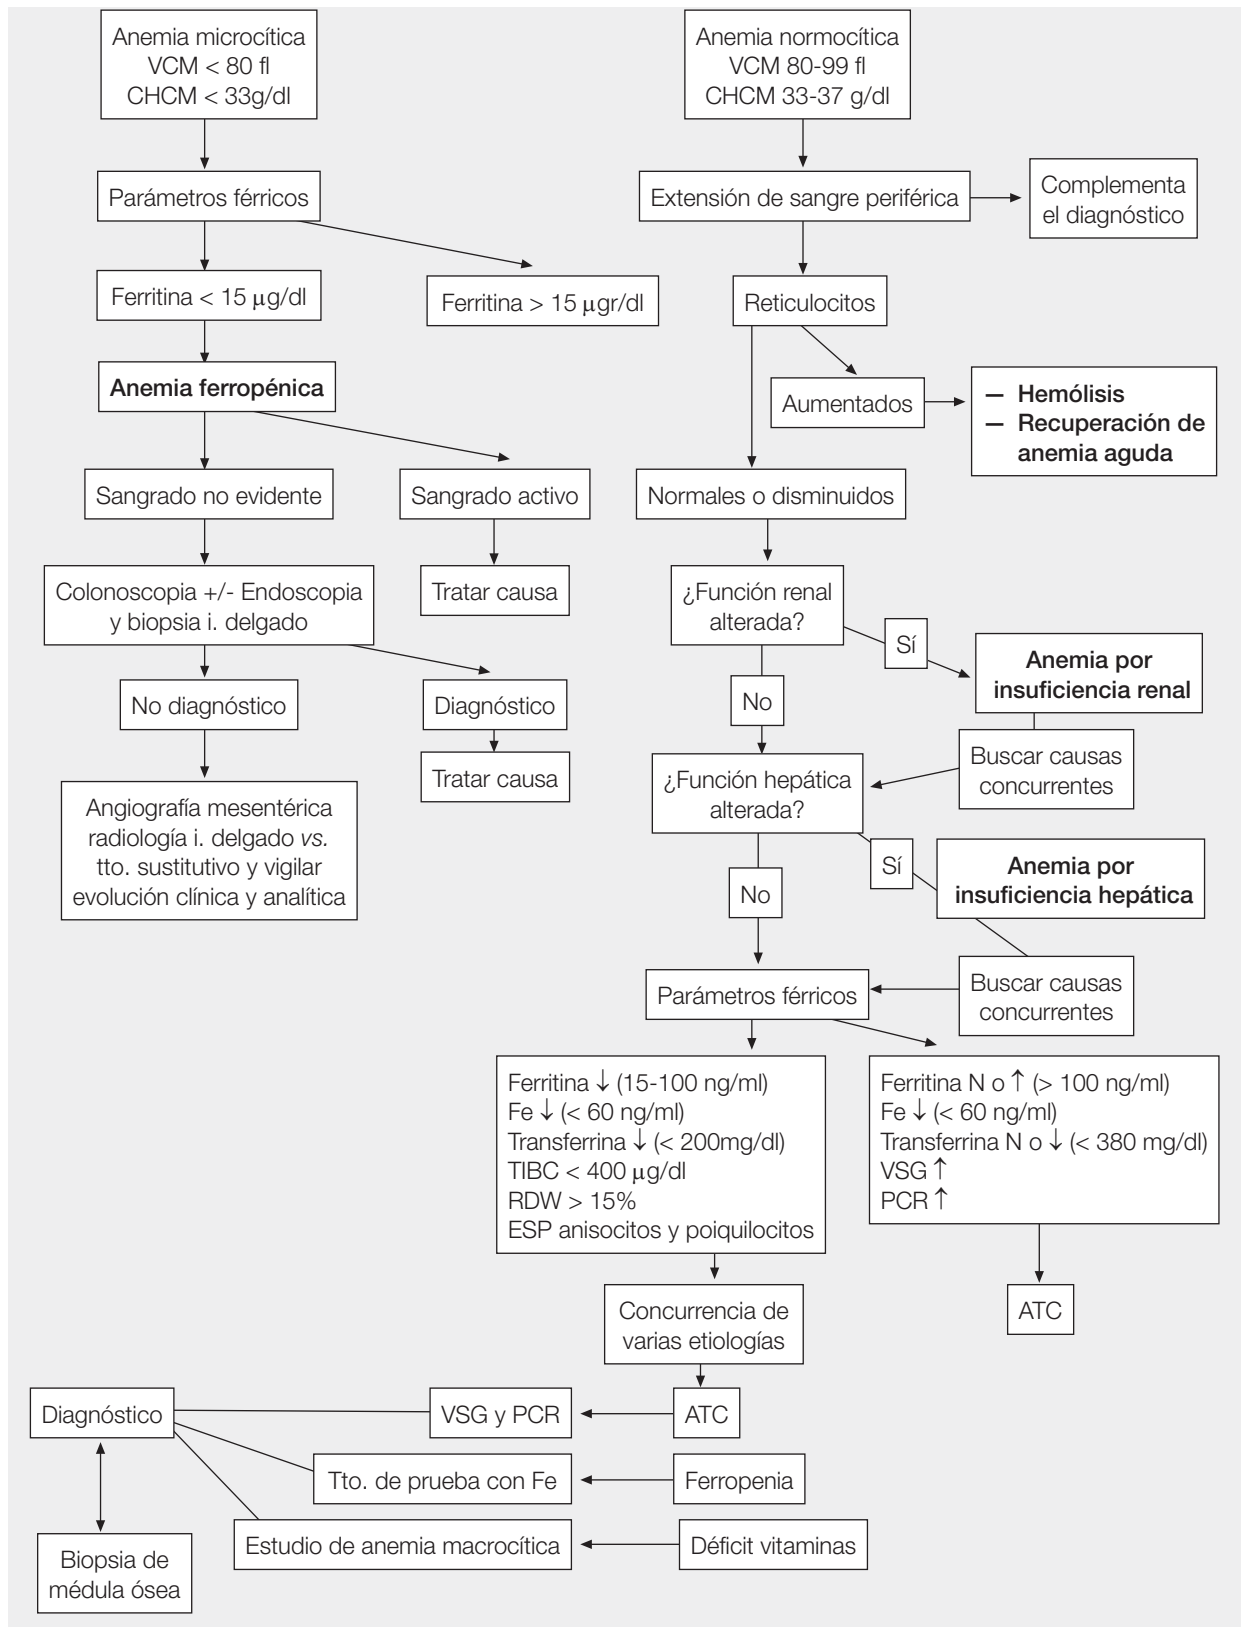 Anemia microcítica
VCM < 80 fl
CHCM < 33g/dl
Parámetros férricos
Ferritina < 15 μg/dl
Ferritina > 15 μgr/dl
Anemia ferropénica
Sangrado no evidente
Sangrado activo
Tratar causa
Colonoscopia +/- Endoscopia
y biopsia i. delgado
No diagnóstico
Diagnóstico
Tratar causa
Angiografía mesentérica
radiología i. delgado vs.
tto. sustitutivo y vigilar
evolución clínica y analítica
Anemia normocítica
VCM 80-99 fl
CHCM 33-37 g/dl
Extensión de sangre periférica
Complementa
el diagnóstico
Reticulocitos
Aumentados
— Hemólisis
— Recuperación de
anemia aguda
Normales o disminuidos
¿Función renal
alterada?
Sí
Anemia por
insuficiencia renal
No
Buscar causas
concurrentes
¿Función hepática
alterada?
Sí
Anemia por
insuficiencia hepática
No
Buscar causas
concurrentes
Parámetros férricos
Ferritina ↓ (15-100 ng/ml)
Fe ↓ (< 60 ng/ml)
Transferrina ↓ (< 200mg/dl)
TIBC < 400 μg/dl
RDW > 15%
ESP anisocitos y poiquilocitos
Ferritina N o ↑ (> 100 ng/ml)
Fe ↓ (< 60 ng/ml)
Transferrina N o ↓ (< 380 mg/dl)
VSG ↑
PCR ↑
ATC
Concurrencia de
varias etiologías
ATC
VSG y PCR
Diagnóstico
Ferropenia
Tto. de prueba con Fe
Déficit vitaminas
Estudio de anemia macrocítica
Biopsia de
médula ósea